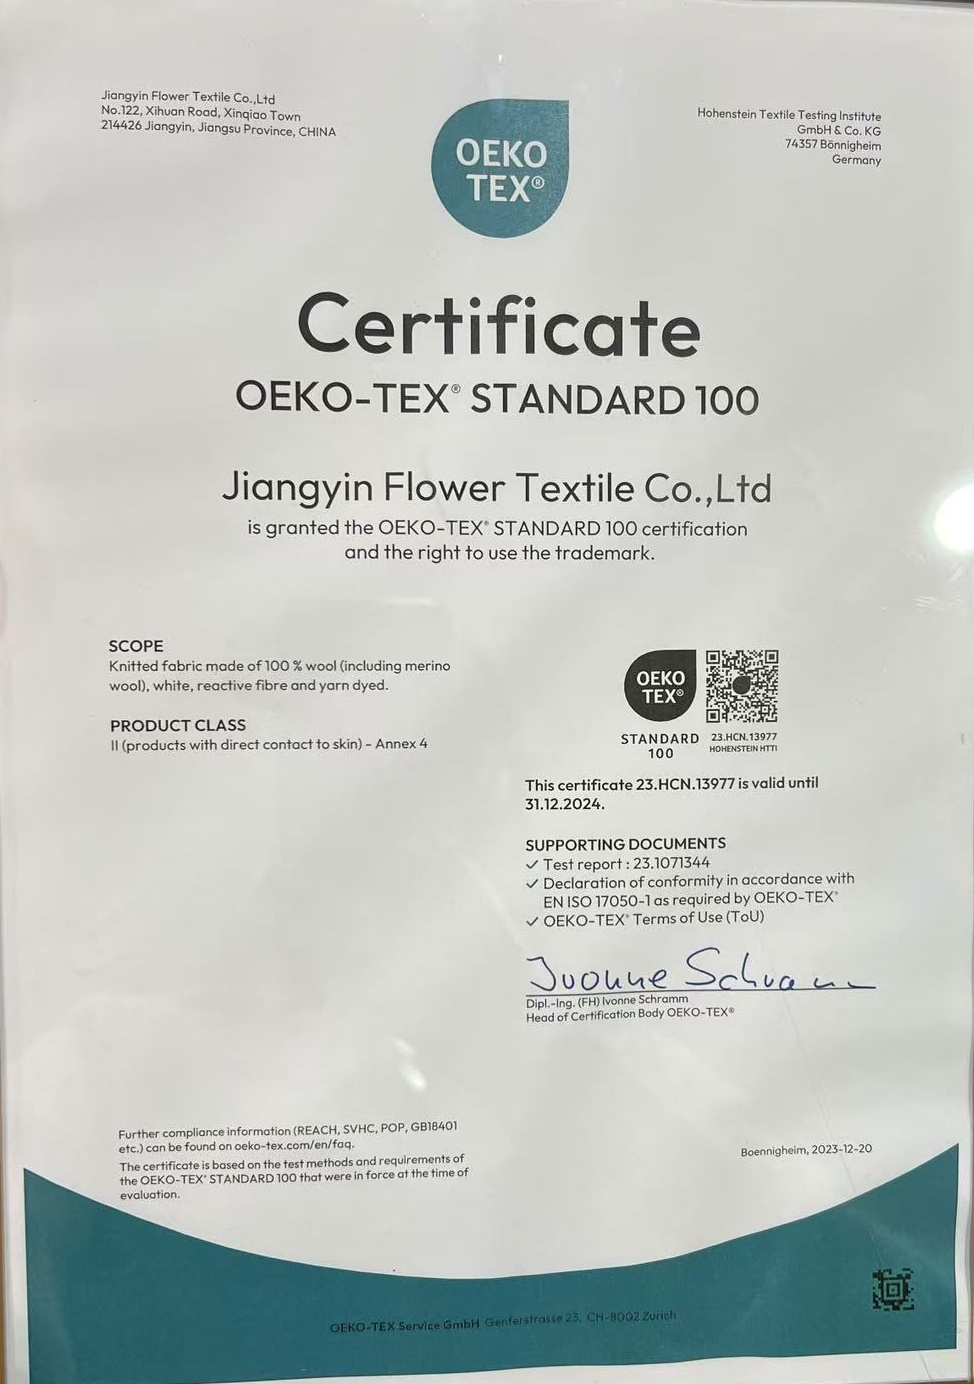 Jiangyin Flower Textile Co.,Ltd
No.122, Xihuan Road, Xinqiao Town
214426 Jiangyin, Jiangsu Province, CHINA
OEKO
TEX®
Hohenstein Textile Testing Institute
GmbH & Co. KG
74357 Bönnigheim
Germany
Certificate
OEKO-TEX® STANDARD 100
Jiangyin Flower Textile Co.,Ltd
is granted the OEKO-TEX® STANDARD 100 certification
and the right to use the trademark.
SCOPE
Knitted fabric made of 100 % wool (including merino
wool), white, reactive fibre and yarn dyed.
PRODUCT CLASS
II (products with direct contact to skin) - Annex 4
OEKO
TEX®
STANDARD
100
23.HCN.13977
HOHENSTEIN HTTI
This certificate 23.HCN.13977 is valid until
31.12.2024.
SUPPORTING DOCUMENTS
✓ Test report : 23.1071344
✓ Declaration of conformity in accordance with
EN ISO 17050-1 as required by OEKO-TEX®
✓ OEKO-TEX® Terms of Use (ToU)
Ivonne Schramm
Dipl.-Ing. (FH) Ivonne Schramm
Head of Certification Body OEKO-TEX®
Further compliance information (REACH, SVHC, POP, GB18401
etc.) can be found on oeko-tex.com/en/faq.
The certificate is based on the test methods and requirements of
the OEKO-TEX® STANDARD 100 that were in force at the time of
evaluation.
Boennigheim, 2023-12-20
OEKO-TEX Service GmbH Genferstrasse 23, CH-8002 Zurich